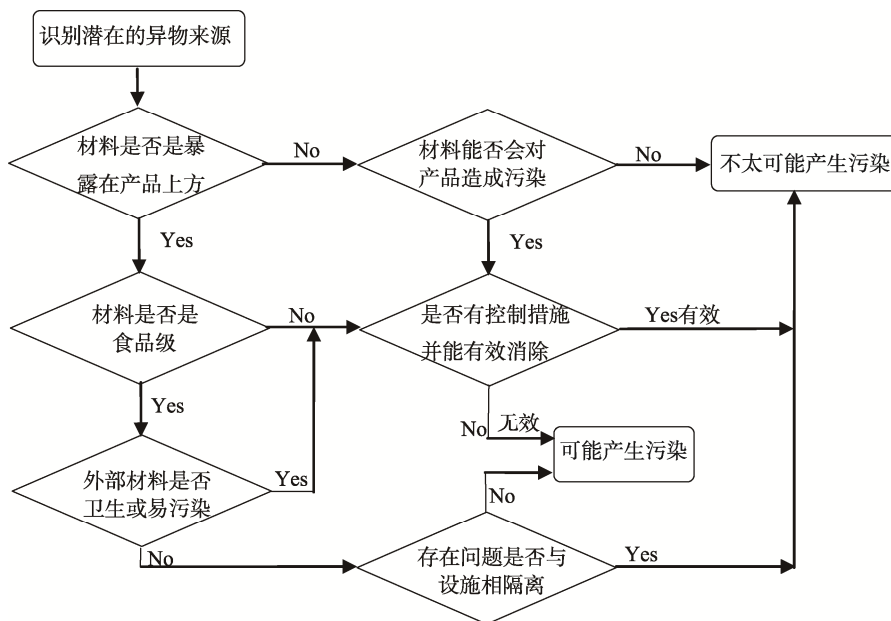 识别潜在的异物来源
材料是否是暴
露在产品上方
No
材料能否会对
产品造成污染
No
不太可能产生污染
Yes
Yes
材料是否是
食品级
No
是否有控制措施
并能有效消除
Yes有效
Yes
No
无效
可能产生污染
外部材料是否
卫生或易污染
Yes
No
No
存在问题是否与
设施相隔离
Yes